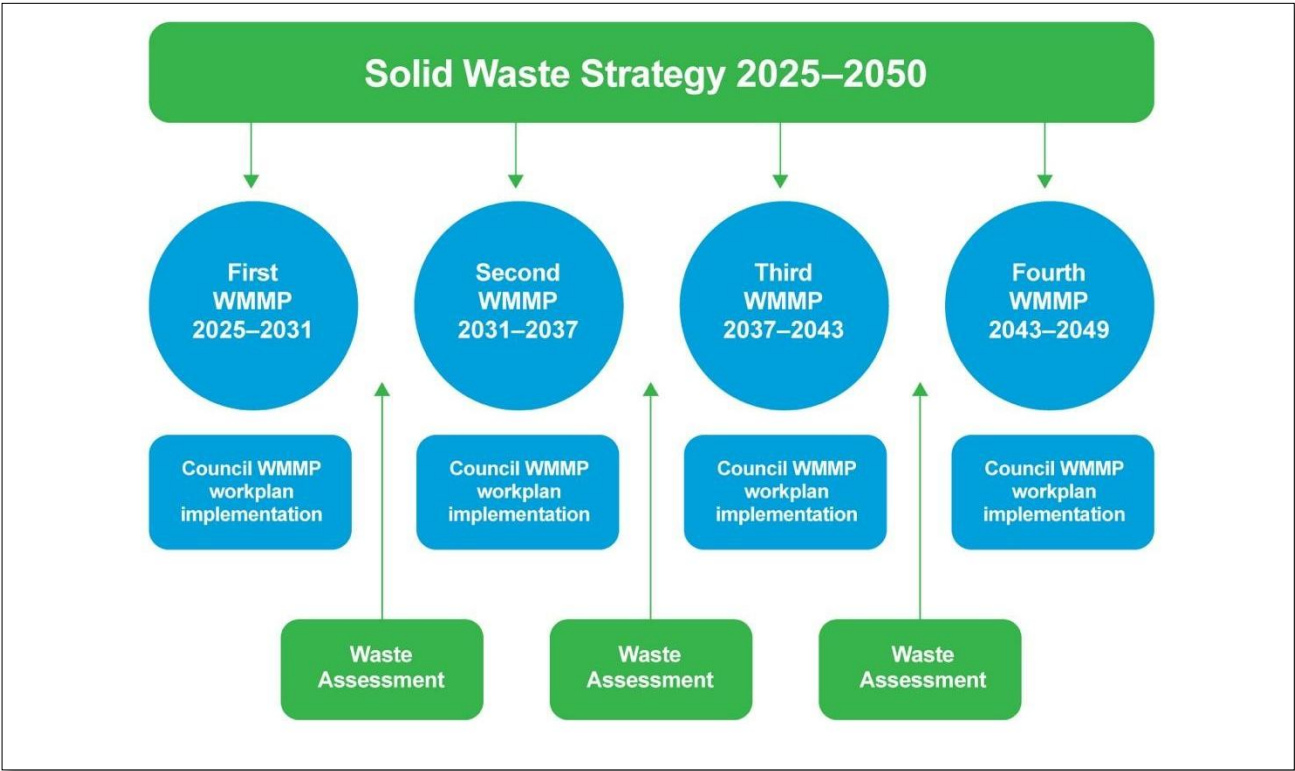 Solid Waste Strategy 2025–2050
First
WMMP
2025–2031
Second
WMMP
2031–2037
Third
WMMP
2037–2043
Fourth
WMMP
2043–2049
Council WMMP
workplan
implementation
Council WMMP
workplan
implementation
Council WMMP
workplan
implementation
Council WMMP
workplan
implementation
Waste
Assessment
Waste
Assessment
Waste
Assessment